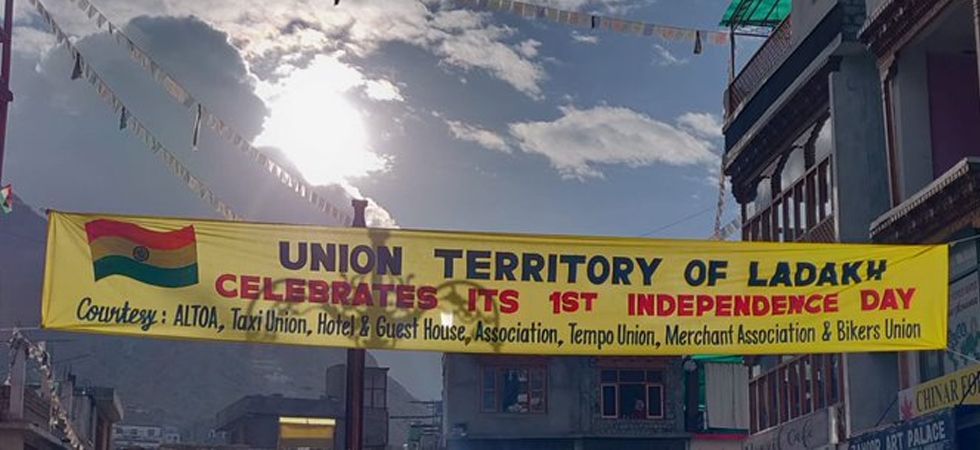 UNION TERRITORY OF LADAKH
CELEBRATES ITS 1ST INDEPENDENCE DAY
Courtesy : ALTOA, Taxi Union, Hotel & Guest House, Association, Tempo Union, Merchant Association & Bikers Union
CHINAR
ART PALACE